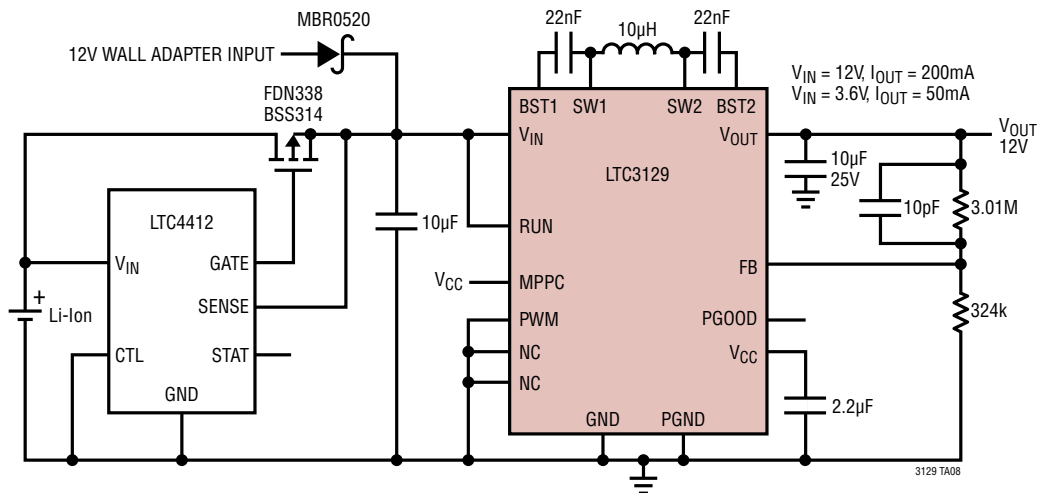 MBR0520
12V WALL ADAPTER INPUT
FDN338
BSS314
22nF
10µH
22nF
V_IN = 12V, I_OUT = 200mA
V_IN = 3.6V, I_OUT = 50mA
BST1
SW1
SW2
BST2
V_IN
V_OUT
V_OUT
12V
LTC3129
10µF
25V
LTC4412
10µF
RUN
10pF
3.01M
V_IN
GATE
V_CC
MPPC
FB
+
Li-Ion
SENSE
PWM
PGOOD
324k
CTL
STAT
NC
V_CC
NC
GND
2.2µF
GND
PGND
3129 TA08